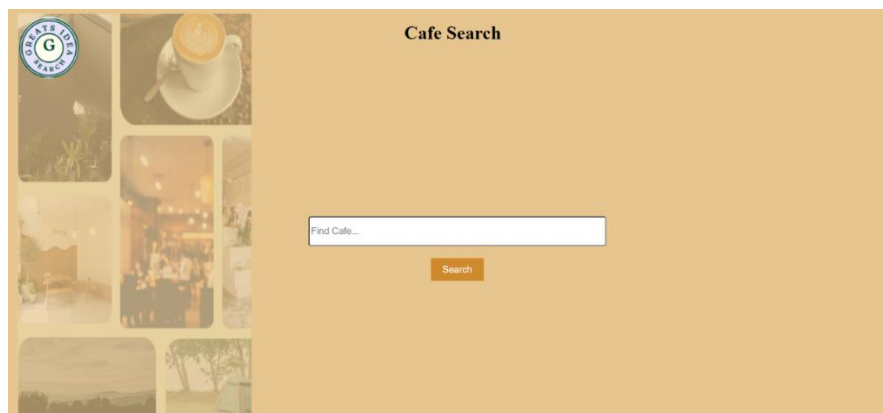 GREATS IDEA
G
SEARCH
Cafe Search
Find Cafe...
Search